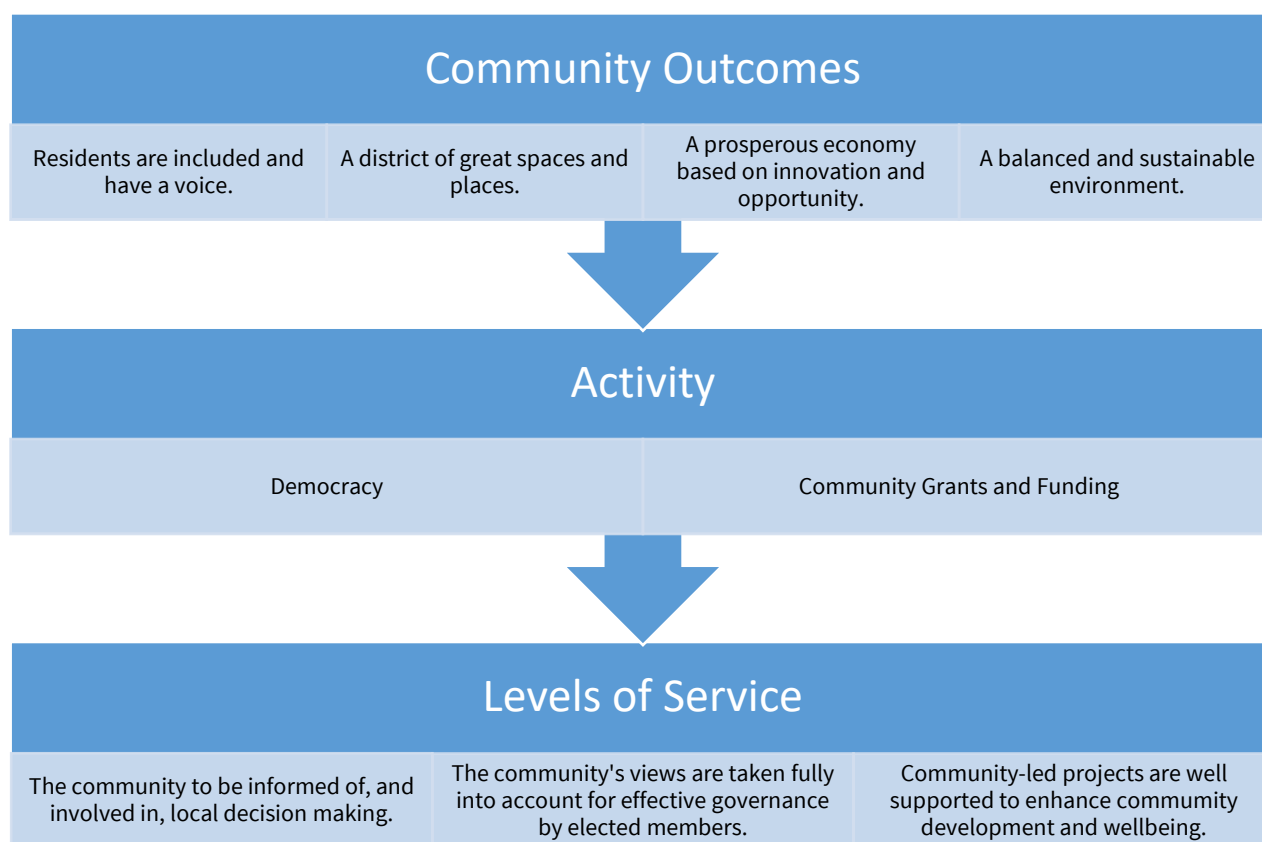 Community Outcomes
Residents are included and
have a voice.
A district of great spaces and
places.
A prosperous economy
based on innovation and
opportunity.
A balanced and sustainable
environment.
Activity
Democracy
Community Grants and Funding
Levels of Service
The community to be informed of, and
involved in, local decision making.
The community's views are taken fully
into account for effective governance
by elected members.
Community-led projects are well
supported to enhance commumity
development and wellbeing.